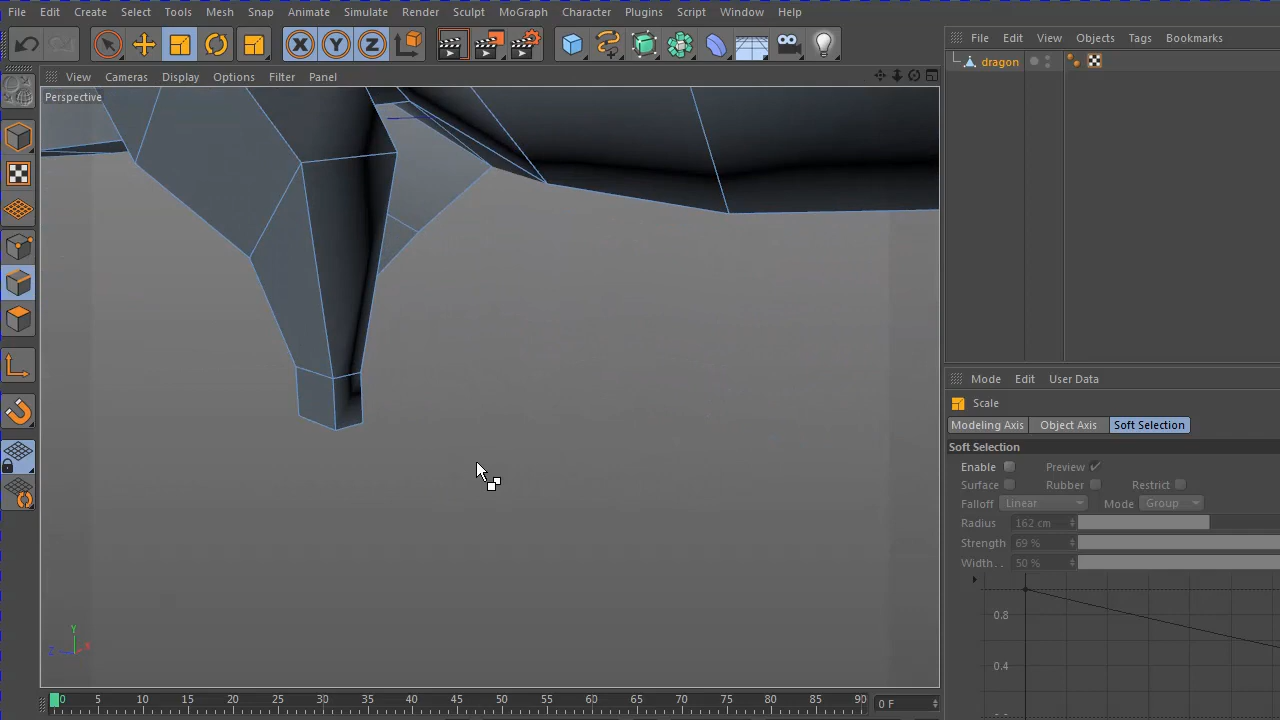 File Edit Create Select Tools Mesh Snap Animate Simulate Render Sculpt MoGraph Character Plugins Script Window Help
X Y Z
File Edit View Objects Tags Bookmarks
dragon
View Cameras Display Options Filter Panel
Perspective
Mode Edit User Data
Scale
Modeling Axis Object Axis Soft Selection
Soft Selection
Enable Preview
Surface Rubber Restrict
Falloff Linear Mode Group
Radius 162 cm
Strength 69 %
Width . . 50 %
0.8
0.4
Y
Z X
0 5 10 15 20 25 30 35 40 45 50 55 60 65 70 75 80 85 90 0 F